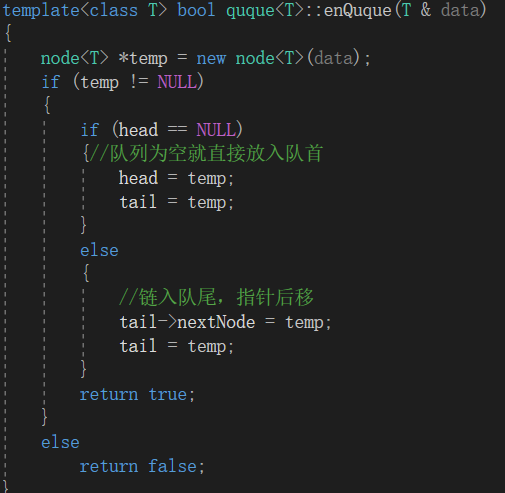 template<class T> bool quque<T>::enQuque(T & data)
{
node<T> *temp = new node<T>(data);
if (temp != NULL)
{
if (head == NULL)
{//队列为空就直接放入队首
head = temp;
tail = temp;
}
else
{
//链入队尾，指针后移
tail->nextNode = temp;
tail = temp;
}
return true;
}
else
return false;
}